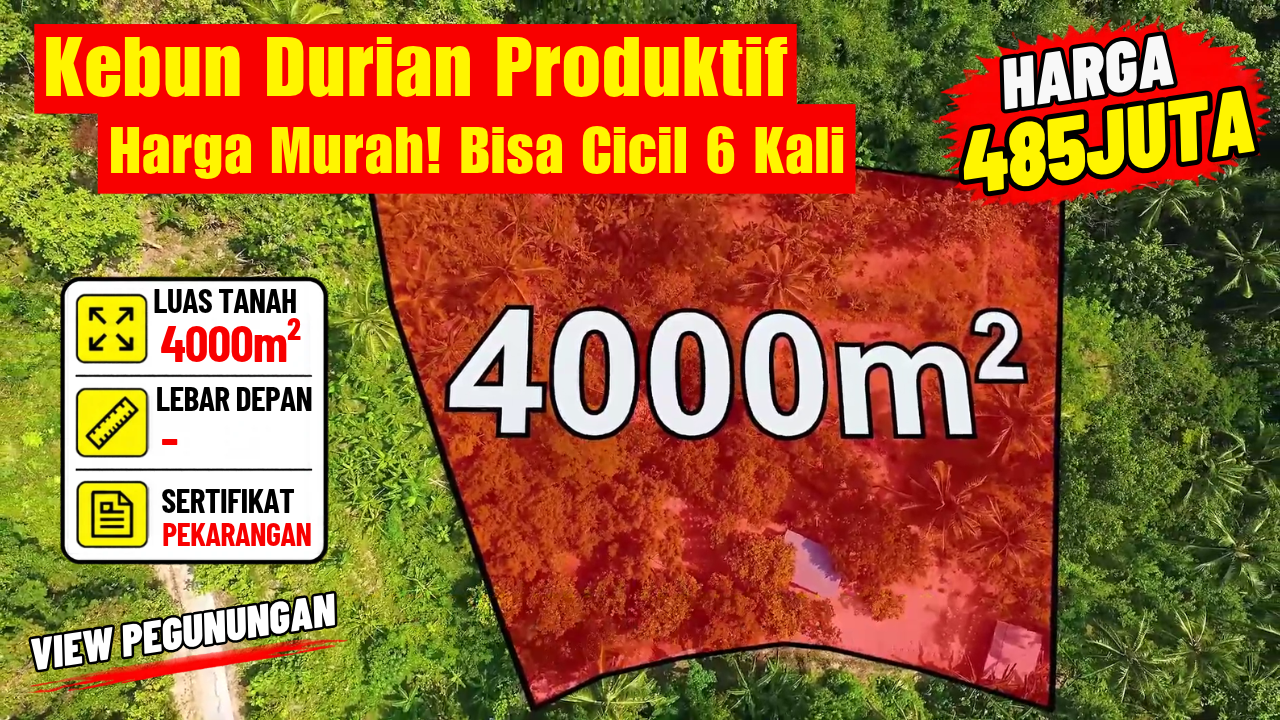 Kebun Durian Produktif
Harga Murah! Bisa Cicil 6 Kali
HARGA
485JUTA
LUAS TANAH
4000m²
LEBAR DEPAN
-
SERTIFIKAT
PEKARANGAN
4000m²
VIEW PEGUNUNGAN